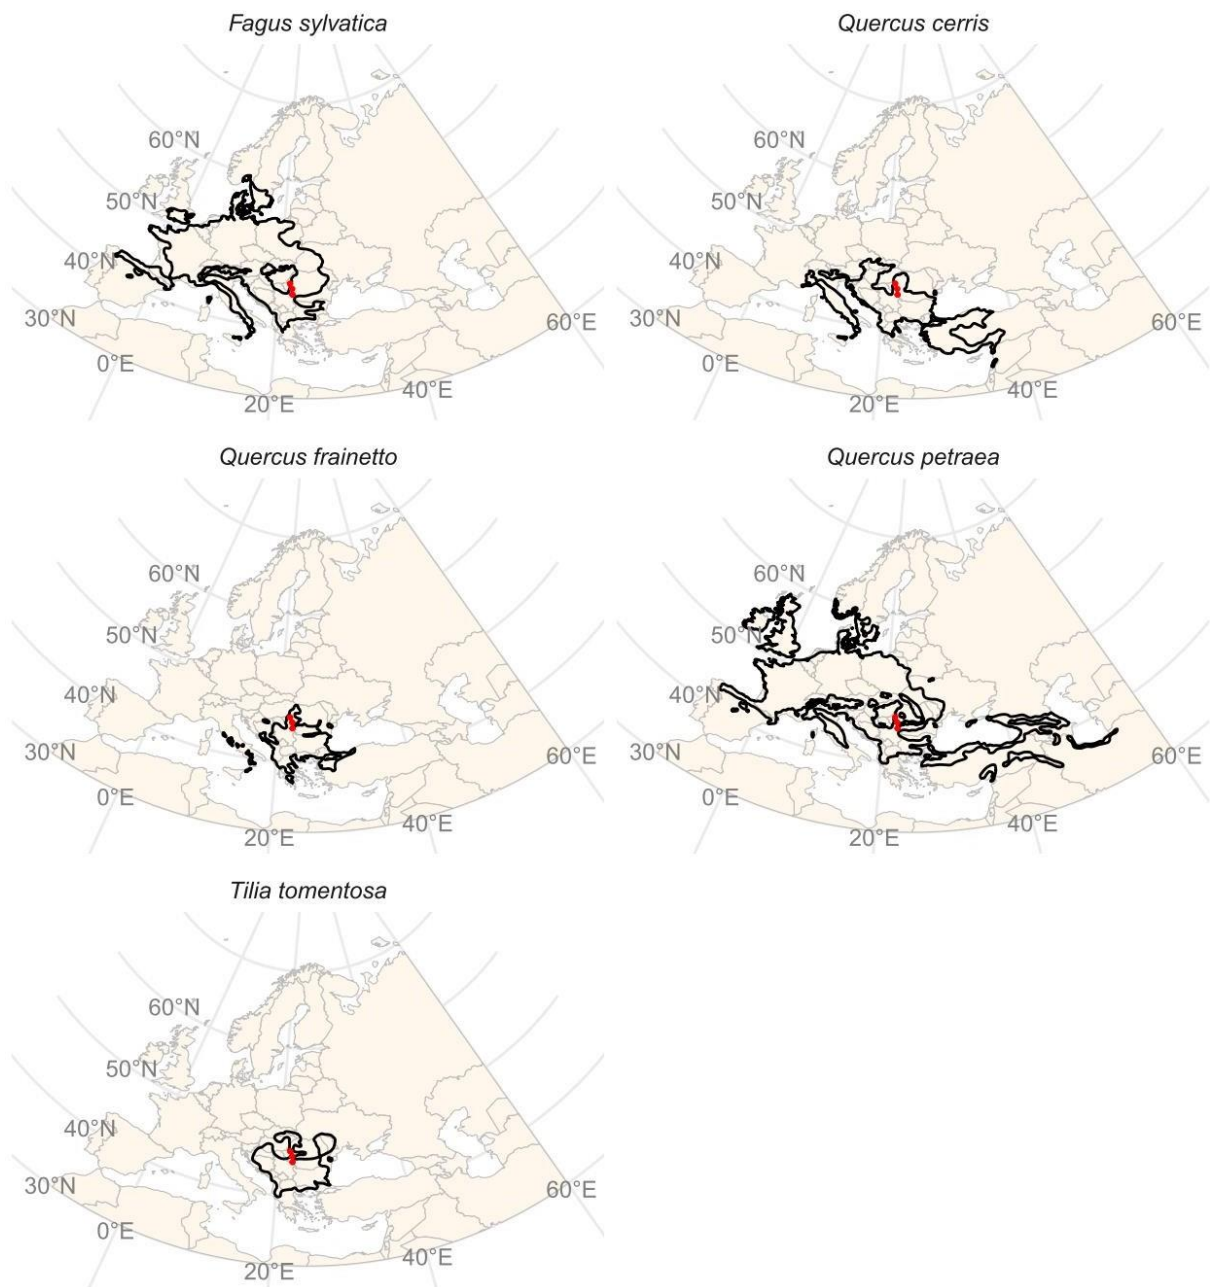 Fagus sylvatica
Quercus cerris
60°N
50°N
40°N
30°N
0°E
20°E
40°E
60°E
60°N
50°N
40°N
30°N
0°E
20°E
40°E
60°E
Quercus frainetto
Quercus petraea
60°N
50°N
40°N
30°N
0°E
20°E
40°E
60°E
60°N
50°N
40°N
30°N
0°E
20°E
40°E
60°E
Tilia tomentosa
60°N
50°N
40°N
30°N
0°E
20°E
40°E
60°E